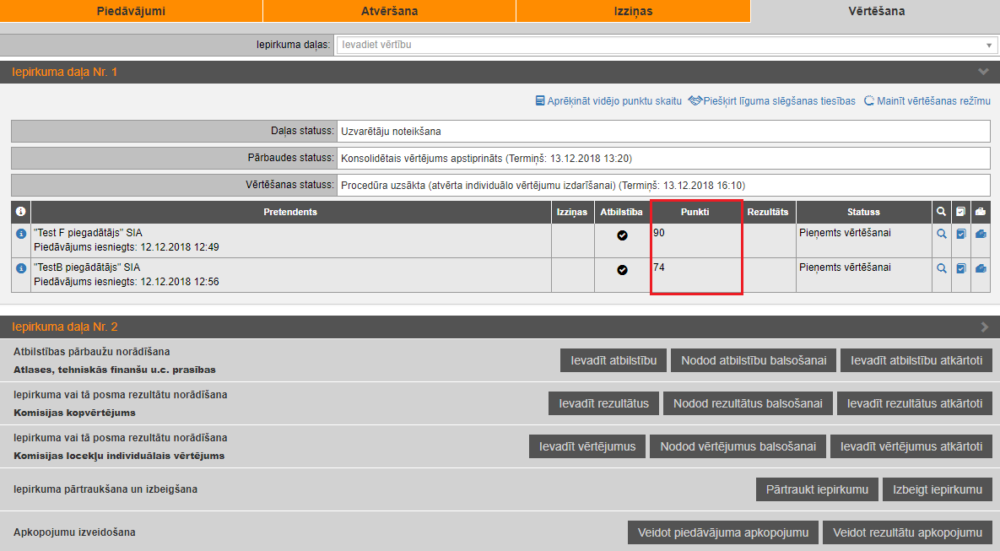 Piedāvājumi Atvēršana Izziņas Vērtēšana
Iepirkuma daļas: Ievadiet vērtību
Iepirkuma daļa Nr. 1
Aprēķināt vidējo punktu skaitu Piešķirt līguma slēgšanas tiesības Mainīt vērtēšanas režīmu
Daļas statuss: Uzvarētāju noteikšana
Pārbaudes statuss: Konsolidētais vērtējums apstiprināts (Termiņš: 13.12.2018 13:20)
Vērtēšanas statuss: Procedūra uzsākta (atvērta individuālo vērtējumu izdarīšanai) (Termiņš: 13.12.2018 16:10)
Pretendents Izziņas Atbilstība Punkti Rezultāts Statuss
"Test F piegadātājs" SIA 90 Pieņemts vērtēšanai
Piedāvājums iesniegts: 12.12.2018 12:49
"TestB piegādātājs" SIA 74 Pieņemts vērtēšanai
Piedāvājums iesniegts: 12.12.2018 12:56
Iepirkuma daļa Nr. 2
Atbilstības pārbaužu norādīšana
Atlases, tehniskās finanšu u.c. prasības
Ievadīt atbilstību Nodod atbilstību balsošanai Ievadīt atbilstību atkārtoti
Iepirkuma vai tā posma rezultātu norādīšana
Komisijas kopvērtējums
Ievadīt rezultātus Nodod rezultātus balsošanai Ievadīt rezultātus atkārtoti
Iepirkuma vai tā posma rezultātu norādīšana
Komisijas locekļu individuālais vērtējums
Ievadīt vērtējumus Nodod vērtējumus balsošanai Ievadīt vērtējumus atkārtoti
Iepirkuma pārtraukšana un izbeigšana
Pārtraukt iepirkumu Izbeigt iepirkumu
Apkopojumu izveidošana
Veidot piedāvājuma apkopojumu Veidot rezultātu apkopojumu